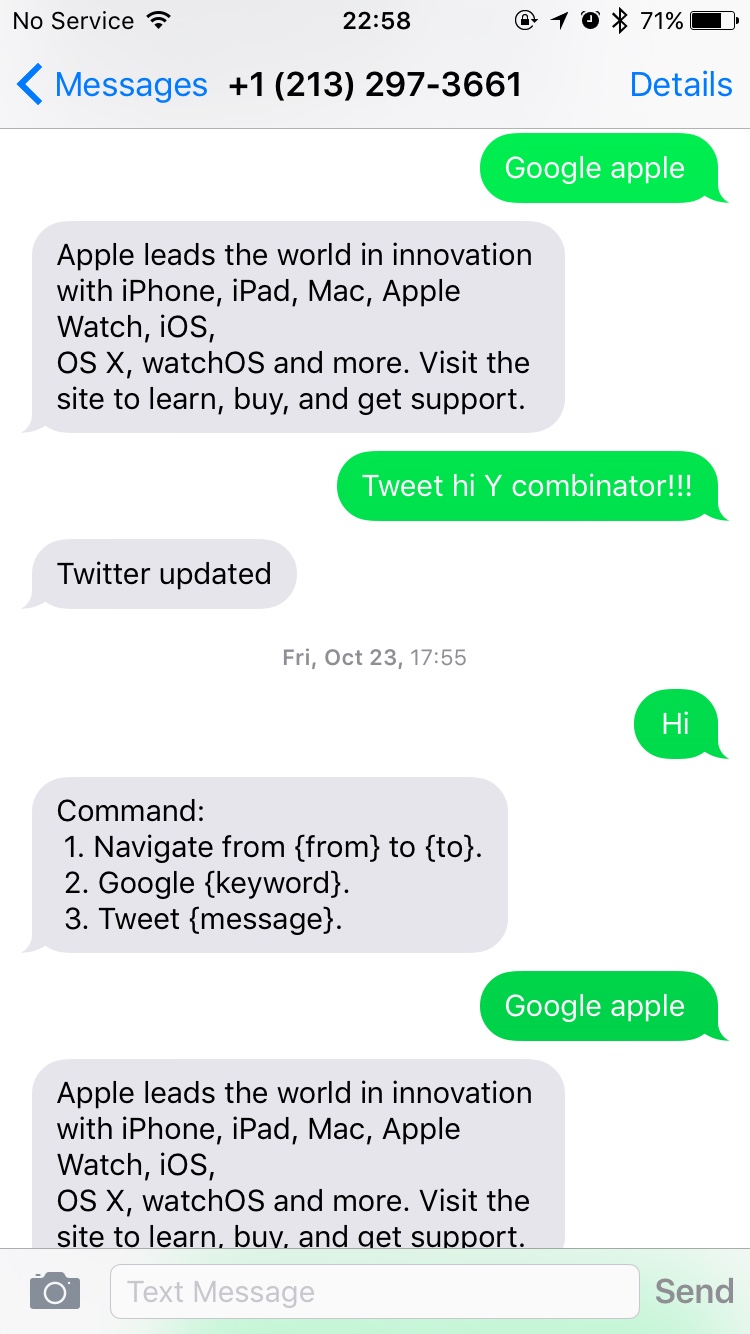 No Service 22:58 71%
Messages +1 (213) 297-3661 Details
Google apple
Apple leads the world in innovation
with iPhone, iPad, Mac, Apple
Watch, iOS,
OS X, watchOS and more. Visit the
site to learn, buy, and get support.
Tweet hi Y combinator!!!
Twitter updated
Fri, Oct 23, 17:55
Hi
Command:
1. Navigate from {from} to {to}.
2. Google {keyword}.
3. Tweet {message}.
Google apple
Apple leads the world in innovation
with iPhone, iPad, Mac, Apple
Watch, iOS,
OS X, watchOS and more. Visit the
site to learn, buy, and get support.
Text Message Send